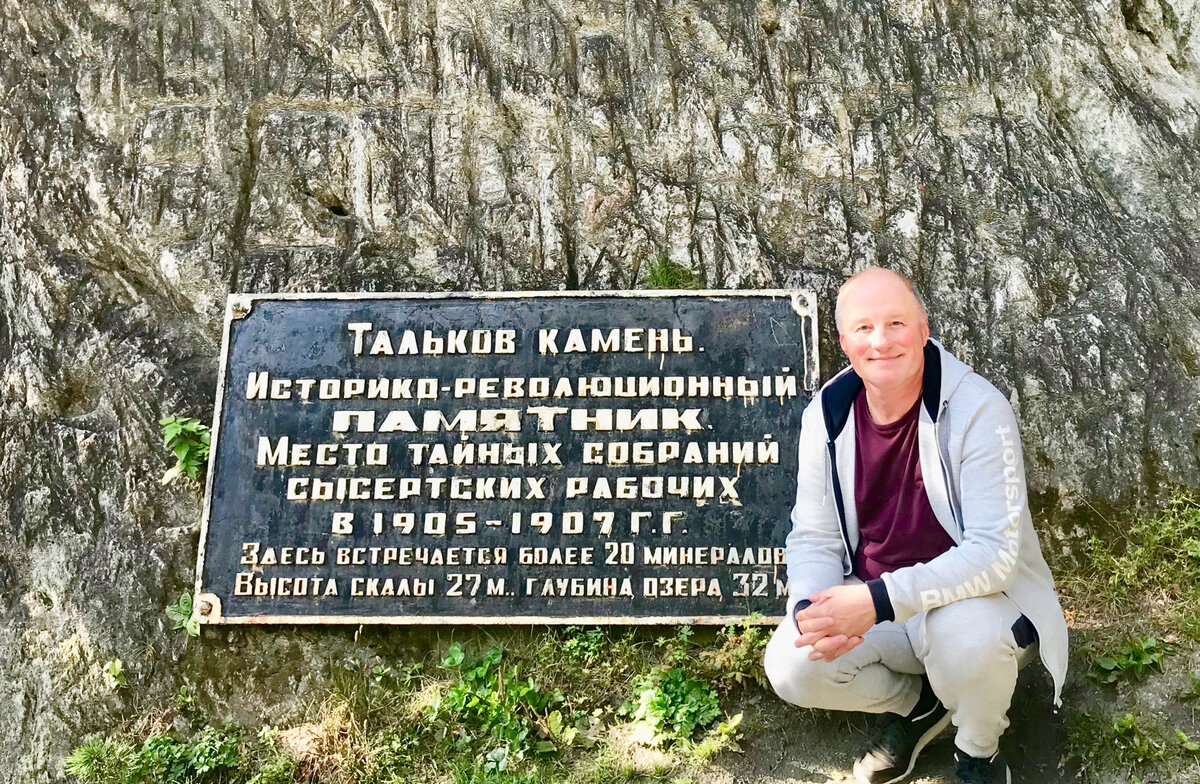 Тальков камень.
Историко-революционный
памятник.
Место тайных собраний
сысертских рабочих
в 1905-1907 г.г.
Здесь встречается более 20 минералов
Высота скалы 27 м., глубина озера 32 м
BMW Motorsport